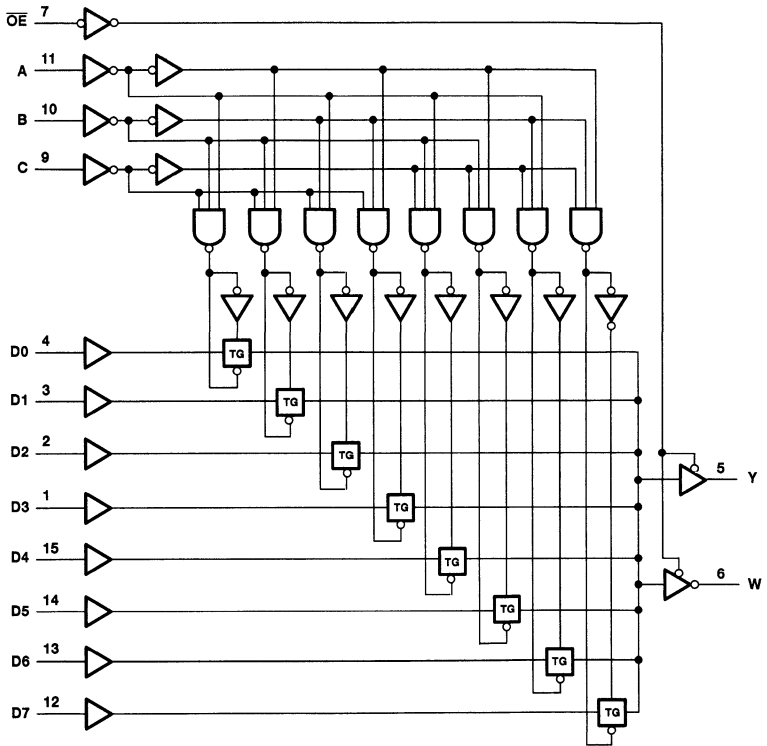 OE 7
A 11
B 10
C 9
D0 4
TG
D1 3
TG
D2 2
TG
5 Y
D3 1
TG
D4 15
TG
6 W
D5 14
TG
D6 13
TG
D7 12
TG